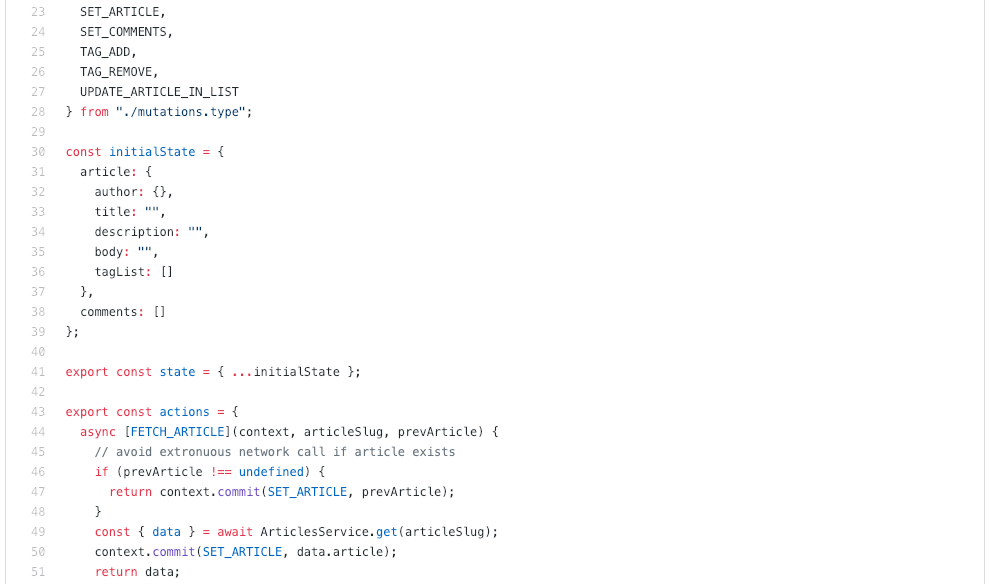 23 SET_ARTICLE,
24 SET_COMMENTS,
25 TAG_ADD,
26 TAG_REMOVE,
27 UPDATE_ARTICLE_IN_LIST
28 } from "./mutations.type";
29
30 const initialState = {
31 article: {
32 author: {},
33 title: "",
34 description: "",
35 body: "",
36 tagList: []
37 },
38 comments: []
39 };
40
41 export const state = { ...initialState };
42
43 export const actions = {
44 async [FETCH_ARTICLE](context, articleSlug, prevArticle) {
45 // avoid extronuous network call if article exists
46 if (prevArticle !== undefined) {
47 return context.commit(SET_ARTICLE, prevArticle);
48 }
49 const { data } = await ArticlesService.get(articleSlug);
50 context.commit(SET_ARTICLE, data.article);
51 return data;